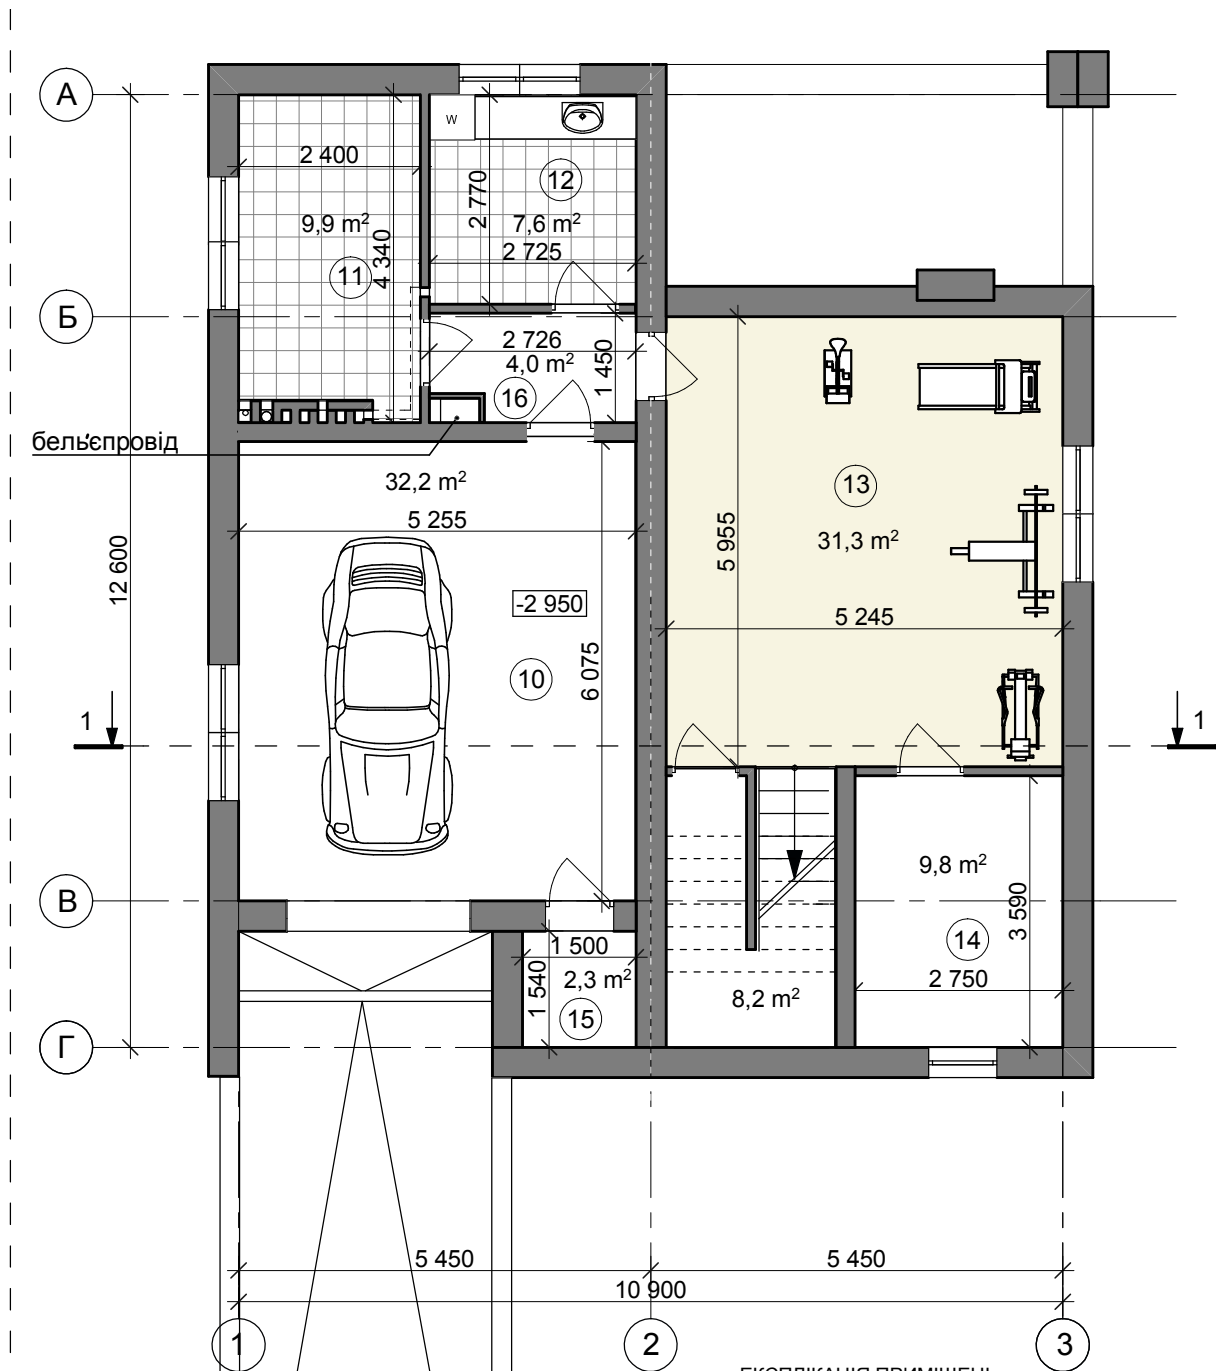 А
W
2 400
12
2 770
9,9 m²
7,6 m²
4 340
2 725
11
Б
2 726
4,0 m²
1 450
16
бельєпровід
32,2 m²
13
5 255
5 955
31,3 m²
12 600
-2 950
5 245
6 075
10
1
1
9,8 m²
В
3 590
14
1 500
2,3 m²
1 540
2 750
8,2 m²
15
Г
5 450
5 450
10 900
1
2
3
ЕКСПЛІКАЦІЯ ПРИМІЩЕНЬ